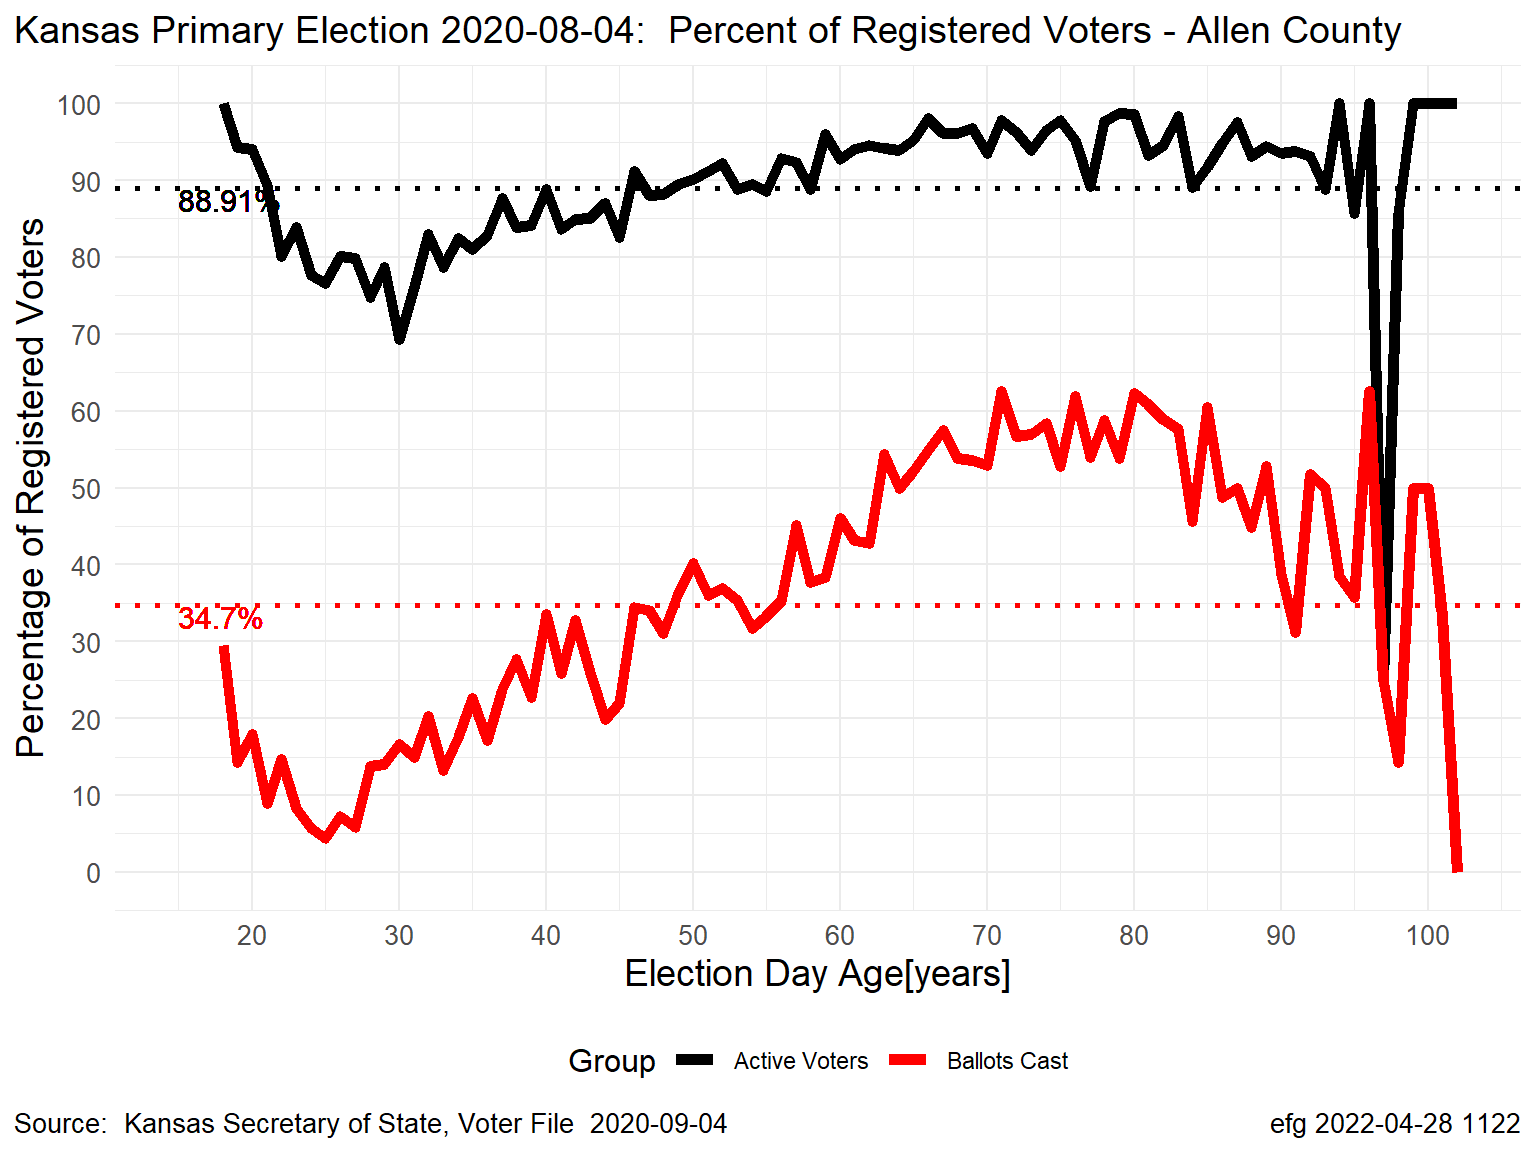 Kansas Primary Election 2020-08-04:  Percent of Registered Voters - Allen County
Percentage of Registered Voters
100
90
80
70
60
50
40
30
20
10
0
88.91%
34.7%
20 30 40 50 60 70 80 90 100
Election Day Age[years]
Group Active Voters Ballots Cast
Source:  Kansas Secretary of State, Voter File  2020-09-04
efg 2022-04-28 1122